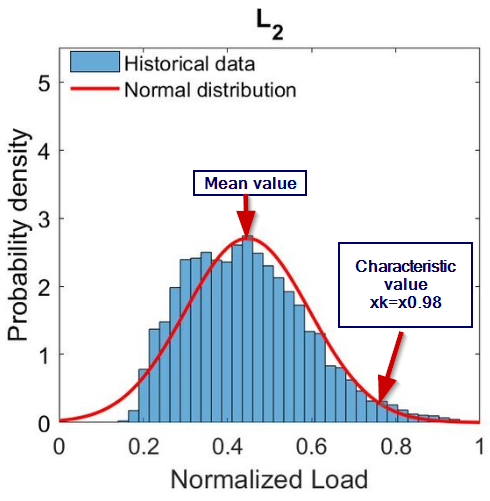 L2
Historical data
Normal distribution
Probability density
5
4
3
2
1
0
Mean value
Characteristic
value
xk=x0.98
0
0.2
0.4
0.6
0.8
1
Normalized Load